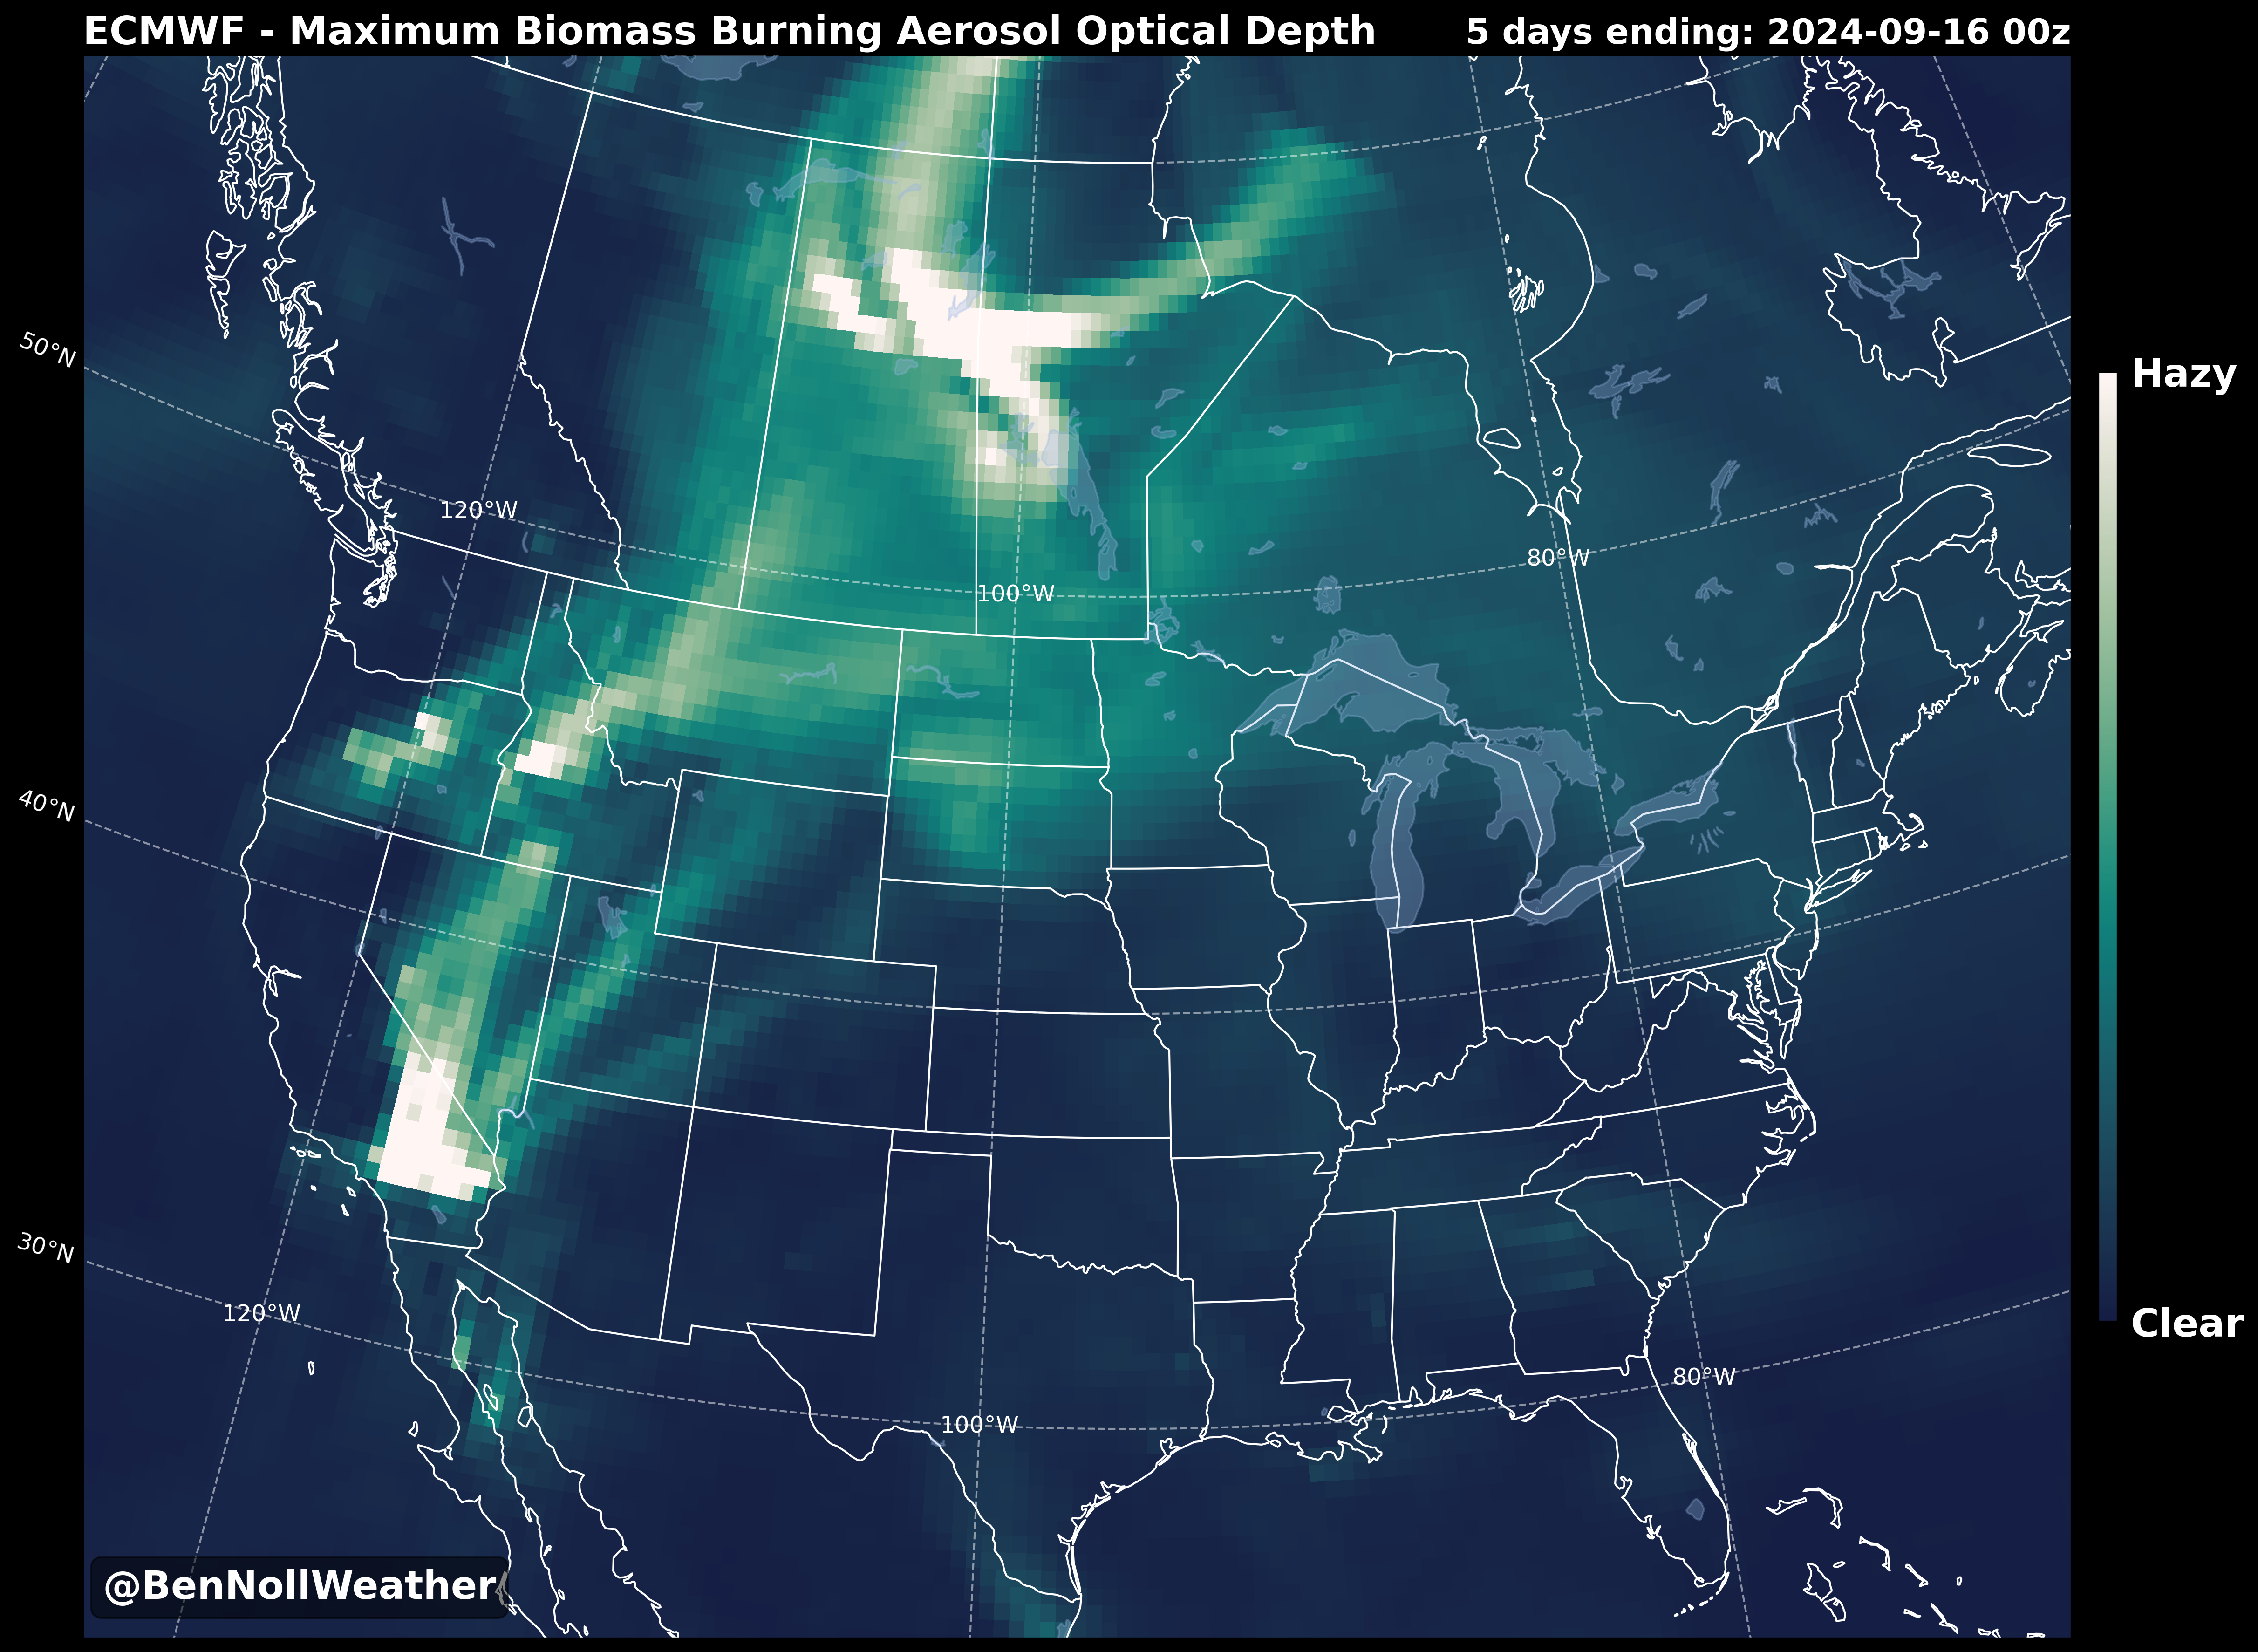 ECMWF - Maximum Biomass Burning Aerosol Optical Depth
5 days ending: 2024-09-16 00z
50°N
Hazy
120°W
80°W
100°W
40°N
30°N
120°W
Clear
80°W
100°W
@BenNollWeather